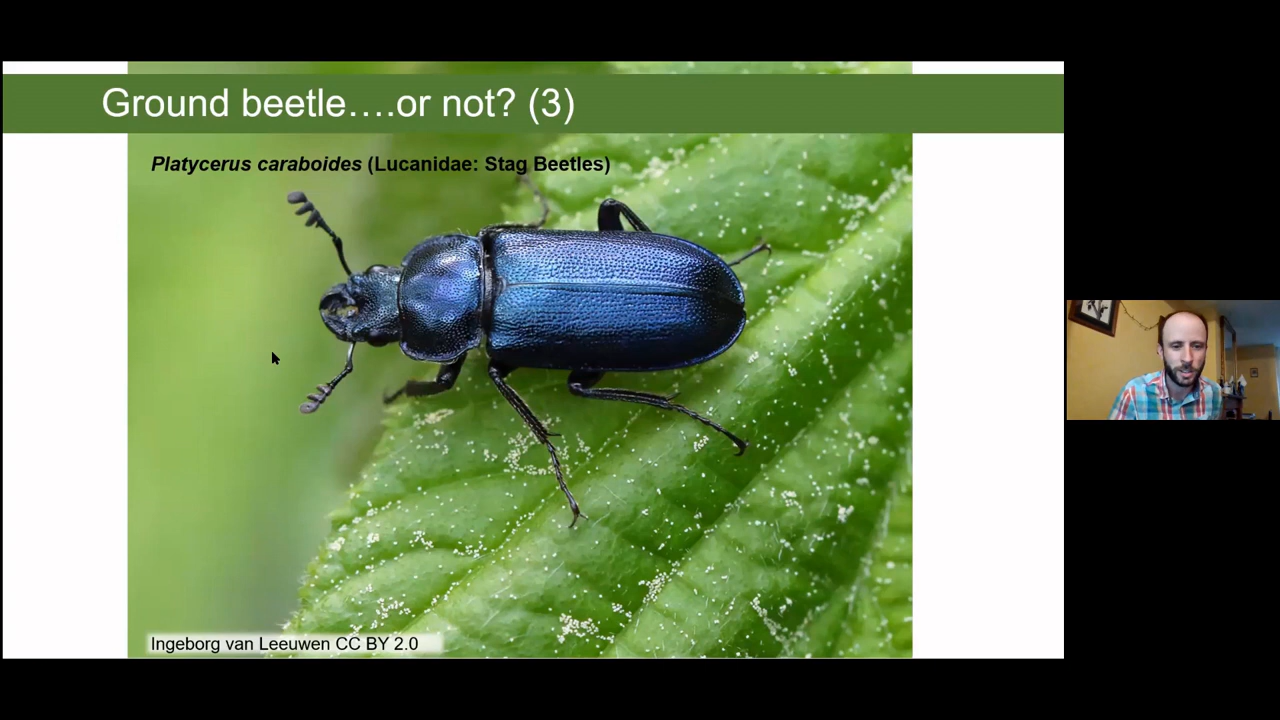 Ground beetle....or not? (3)
Platycerus caraboides (Lucanidae: Stag Beetles)
Ingeborg van Leeuwen CC BY 2.0